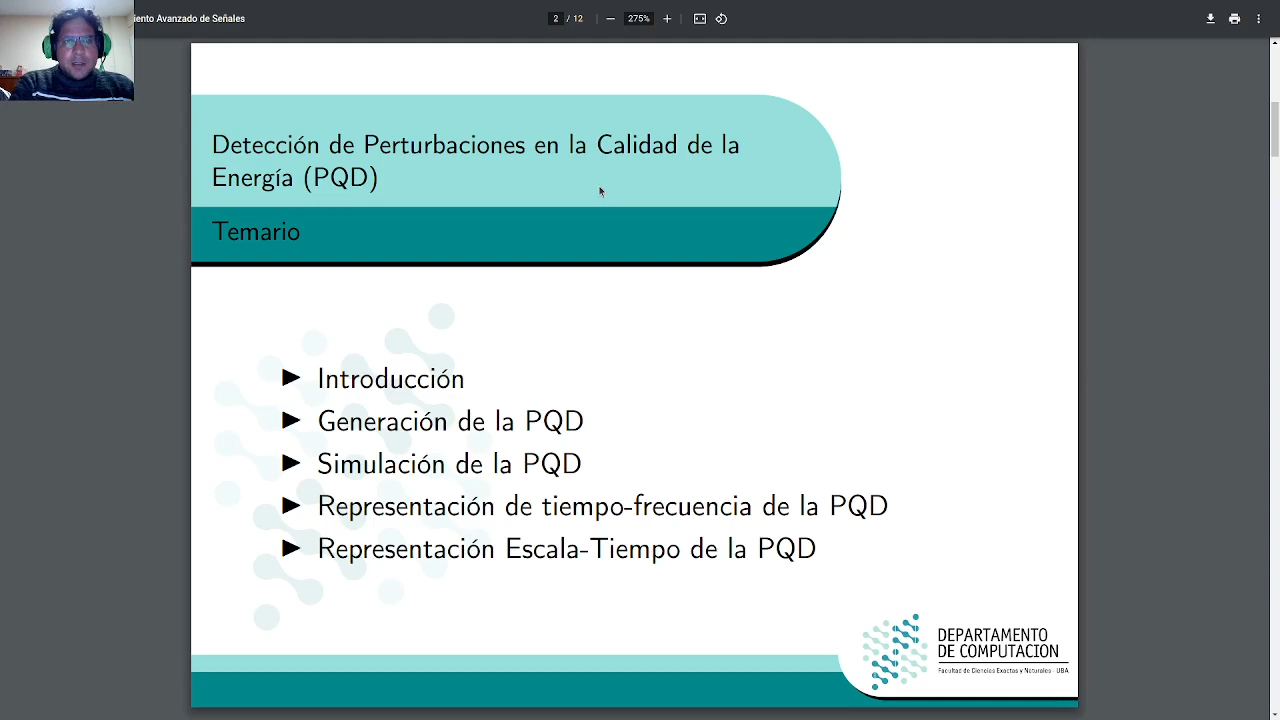 iento Avanzado de Señales
2 / 12
275%
Detección de Perturbaciones en la Calidad de la
Energía (PQD)
Temario
Introducción
Generación de la PQD
Simulación de la PQD
Representación de tiempo-frecuencia de la PQD
Representación Escala-Tiempo de la PQD
DEPARTAMENTO
DE COMPUTACION
Facultad de Ciencias Exactas y Naturales - UBA